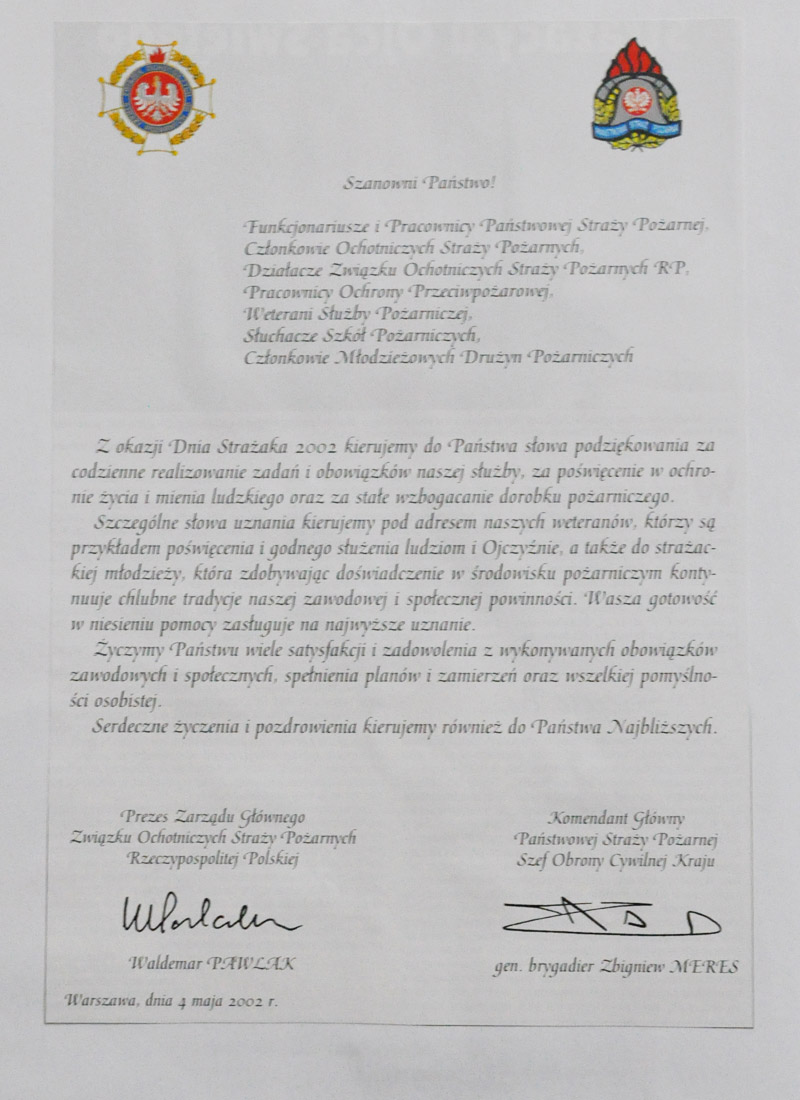 Szanowni Państwo!
Funkcjonariusze i Pracownicy Państwowej Straży Pożarnej,
Członkowie Ochotniczych Straży Pożarnych,
Działacze Związku Ochotniczych Straży Pożarnych RP,
Pracownicy Ochrony Przeciwpożarowej,
Weterani Służby Pożarniczej,
Słuchacze Szkół Pożarniczych,
Członkowie Młodzieżowych Drużyn Pożarniczych
Z okazji Dnia Strażaka 2002 kierujemy do Państwa słowa podziękowania za
codzienne realizowanie zadań i obowiązków naszej służby, za poświęcenie w ochro-
nie życia i mienia ludzkiego oraz za stałe wzbogacanie dorobku pożarniczego.
Szczególne słowa uznania kierujemy pod adresem naszych weteranów, którzy są
przykładem poświęcenia i godnego służenia ludziom i Ojczyźnie, a także do strażac-
kiej młodzieży, która zdobywając doświadczenie w środowisku pożarniczym konty-
nuuje chlubne tradycje naszej zawodowej i społecznej powinności. Wasza gotowość
w niesieniu pomocy zasługuje na najwyższe uznanie.
Życzymy Państwu wiele satysfakcji i zadowolenia z wykonywanych obowiązków
zawodowych i społecznych, spełnienia planów i zamierzeń oraz wszelkiej pomyślno-
ści osobistej.
Serdeczne życzenia i pozdrowienia kierujemy również do Państwa Najbliższych.
Prezes Zarządu Głównego
Związku Ochotniczych Straży Pożarnych
Rzeczypospolitej Polskiej
Waldemar PAWLAK
Komendant Główny
Państwowej Straży Pożarnej
Szef Obrony Cywilnej Kraju
gen. brygadier Zbigniew MERES
Warszawa, dnia 4 maja 2002 r.